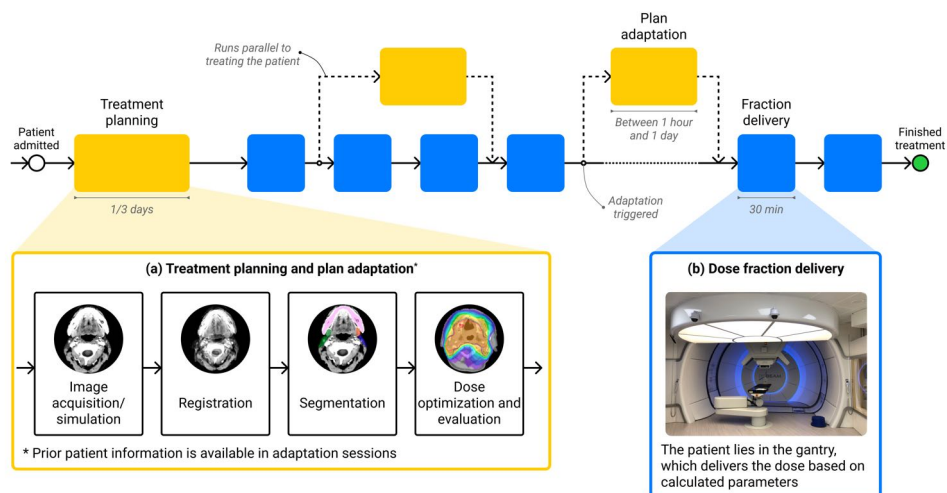 Plan
adaptation
Runs parallel to
treating the patient
Treatment
planning
Between 1 hour
and 1 day
Fraction
delivery
Patient
admitted
Finished
treatment
1/3 days
Adaptation
triggered
30 min
(a) Treatment planning and plan adaptation*
Image
acquisition/
simulation
Registration
Segmentation
Dose
optimization and
evaluation
* Prior patient information is available in adaptation sessions
(b) Dose fraction delivery
The patient lies in the gantry,
which delivers the dose based on
calculated parameters